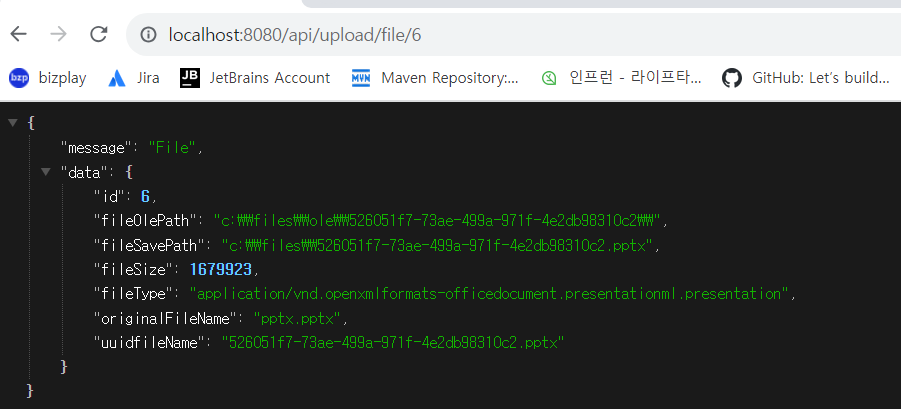 localhost:8080/api/upload/file/6
bzp bizplay Jira JB JetBrains Account MVN Maven Repository:... 인프런 - 라이프타... GitHub: Let's build...
{
"message": "File",
"data": {
"id": 6,
"fileOlePath": "c:₩₩files₩₩ole₩₩526051f7-73ae-499a-971f-4e2db98310c2₩₩",
"fileSavePath": "c:₩₩files₩₩526051f7-73ae-499a-971f-4e2db98310c2.pptx",
"fileSize": 1679923,
"fileType": "application/vnd.openxmlformats-officedocument.presentationml.presentation",
"originalFileName": "pptx.pptx",
"uuidfileName": "526051f7-73ae-499a-971f-4e2db98310c2.pptx"
}
}